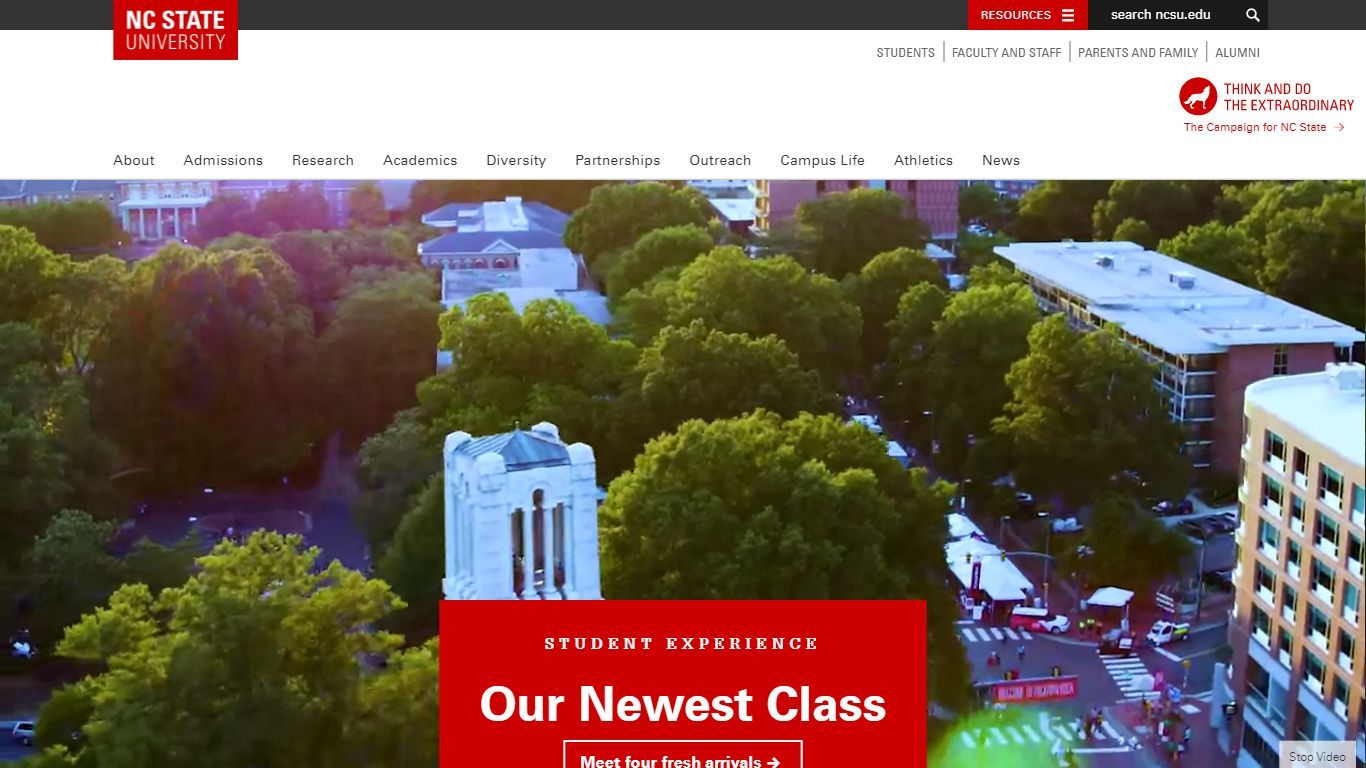 NC STATE
UNIVERSITY
RESOURCES
search ncsu.edu
STUDENTS
FACULTY AND STAFF
PARENTS AND FAMILY
ALUMNI
THINK AND DO
THE EXTRAORDINARY
The Campaign for NC State →
About
Admissions
Research
Academics
Diversity
Partnerships
Outreach
Campus Life
Athletics
News
STUDENT EXPERIENCE
Our Newest Class
Meet four fresh arrivals →
Stop Video